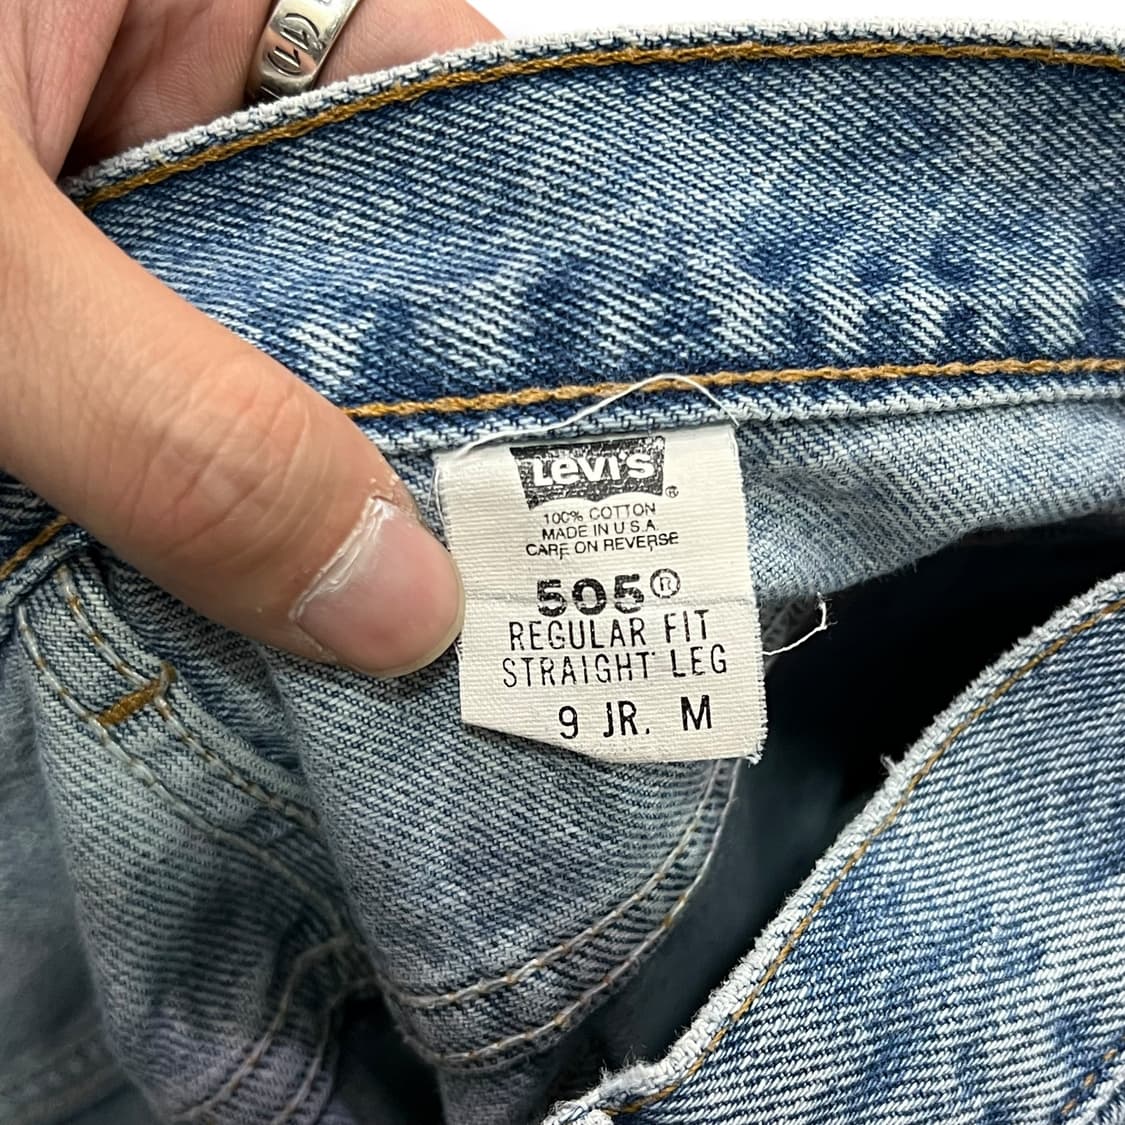 Levi's ®
100% COTTON
MADE IN U.S.A.
CARE ON REVERSE
505®
REGULAR FIT
STRAIGHT LEG
9 JR. M